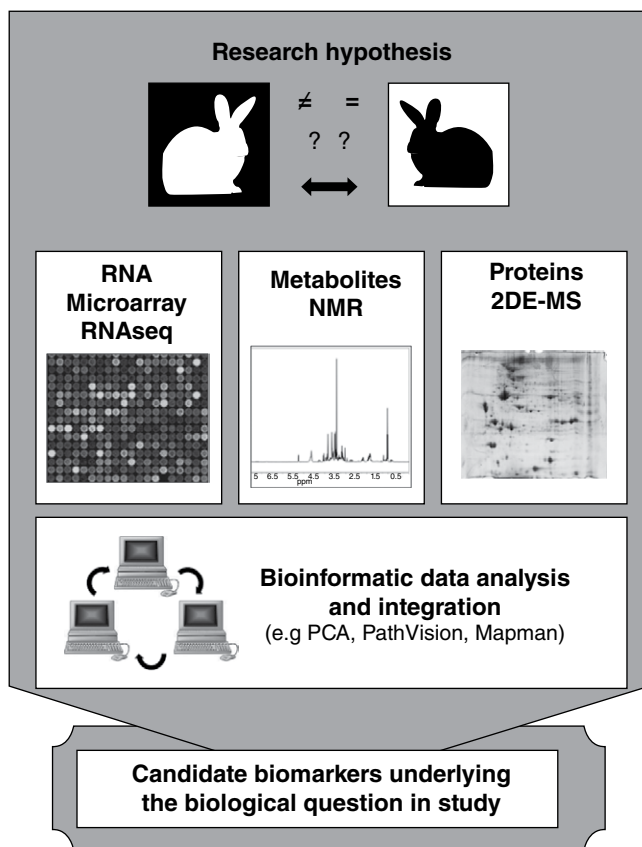 Research hypothesis
≠ =
? ?
RNA
Microarray
RNAseq
Metabolites
NMR
5 6.5 5.5 4.5 3.5 2.5 1.5 0.5
ppm
Proteins
2DE-MS
Bioinformatic data analysis
and integration
(e.g PCA, PathVision, Mapman)
Candidate biomarkers underlying
the biological question in study